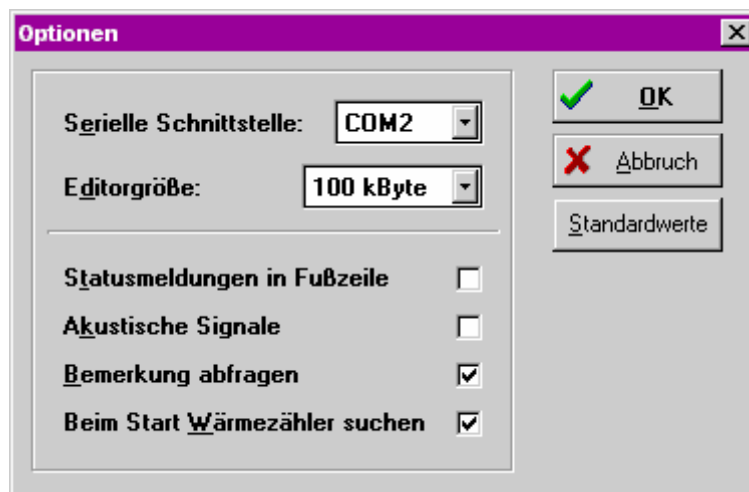 Optionen
Serielle Schnittstelle: COM2
Editorgröße: 100 kByte
Statusmeldungen in Fußzeile
Akustische Signale
Bemerkung abfragen
Beim Start Wärmezähler suchen
OK
Abbruch
Standardwerte